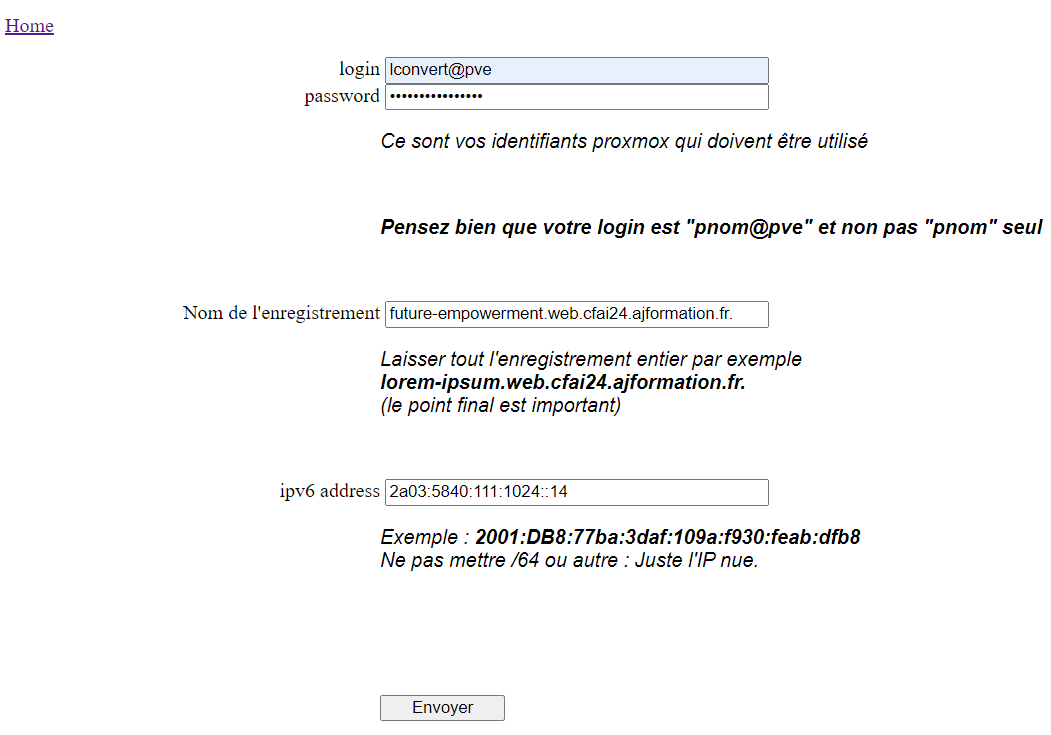 Home
login lconvert@pve
password ••••••••••••••••
Ce sont vos identifiants proxmox qui doivent être utilisé
Pensez bien que votre login est "pnom@pve" et non pas "pnom" seul
Nom de l'enregistrement future-empowerment.web.cfai24.ajformation.fr.
Laisser tout l'enregistrement entier par exemple
lorem-ipsum.web.cfai24.ajformation.fr.
(le point final est important)
ipv6 address 2a03:5840:111:1024::14
Exemple : 2001:DB8:77ba:3daf:109a:f930:feab:dfb8
Ne pas mettre /64 ou autre : Juste l'IP nue.
Envoyer